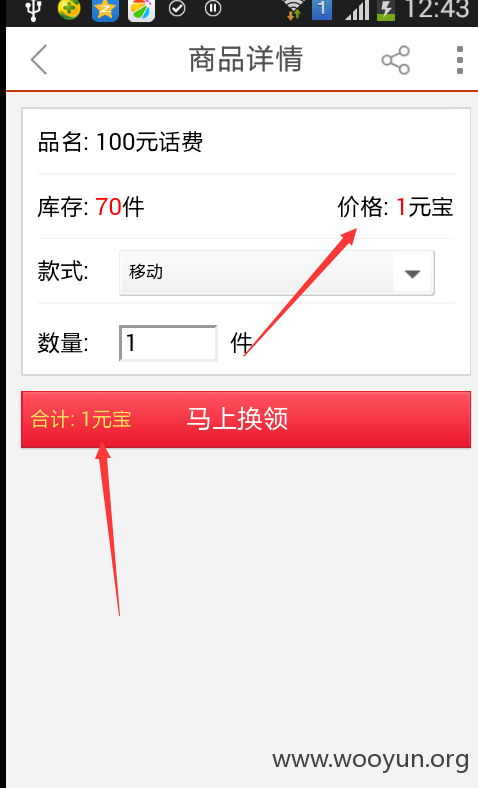 1 12:43
商品详情
品名: 100元话费
库存: 70件 价格: 1元宝
款式: 移动
数量: 1 件
合计: 1元宝 马上换领
www.wooyun.org